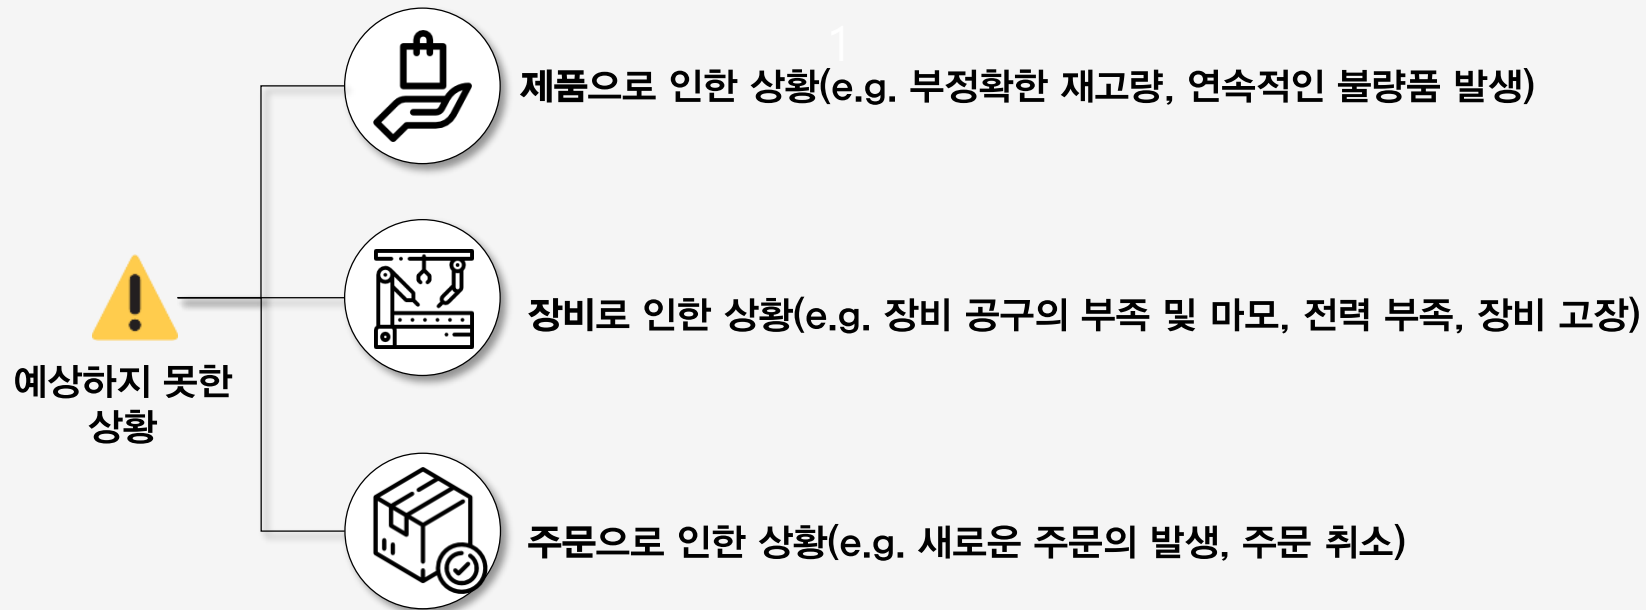 1
제품으로 인한 상황(e.g. 부정확한 재고량, 연속적인 불량품 발생)
장비로 인한 상황(e.g. 장비 공구의 부족 및 마모, 전력 부족, 장비 고장)
예상하지 못한
상황
주문으로 인한 상황(e.g. 새로운 주문의 발생, 주문 취소)